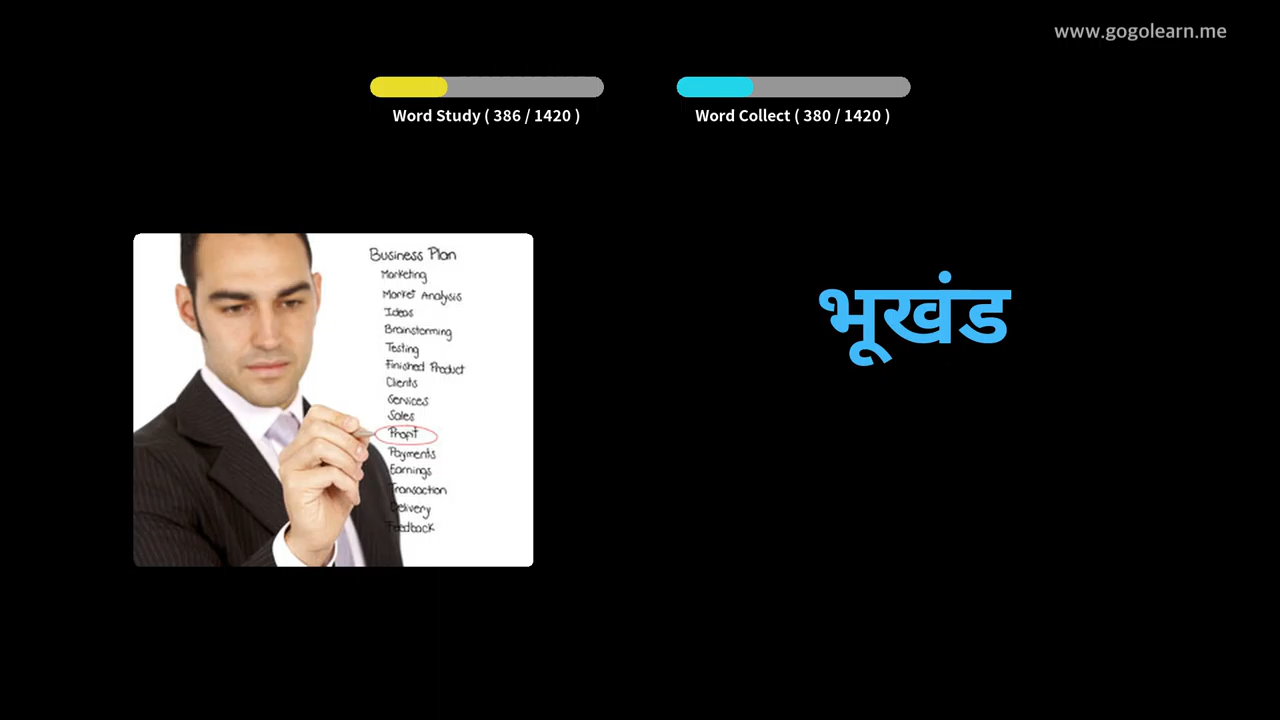 www.gogolearn.me
Word Study ( 386 / 1420 )
Word Collect ( 380 / 1420 )
Business Plan
Marketing
Market Analysis
Ideas
Brainstorming
Testing
Finished Product
Clients
Services
Sales
Profit
Payments
Earnings
Transaction
Delivery
Feedback
भूखंड